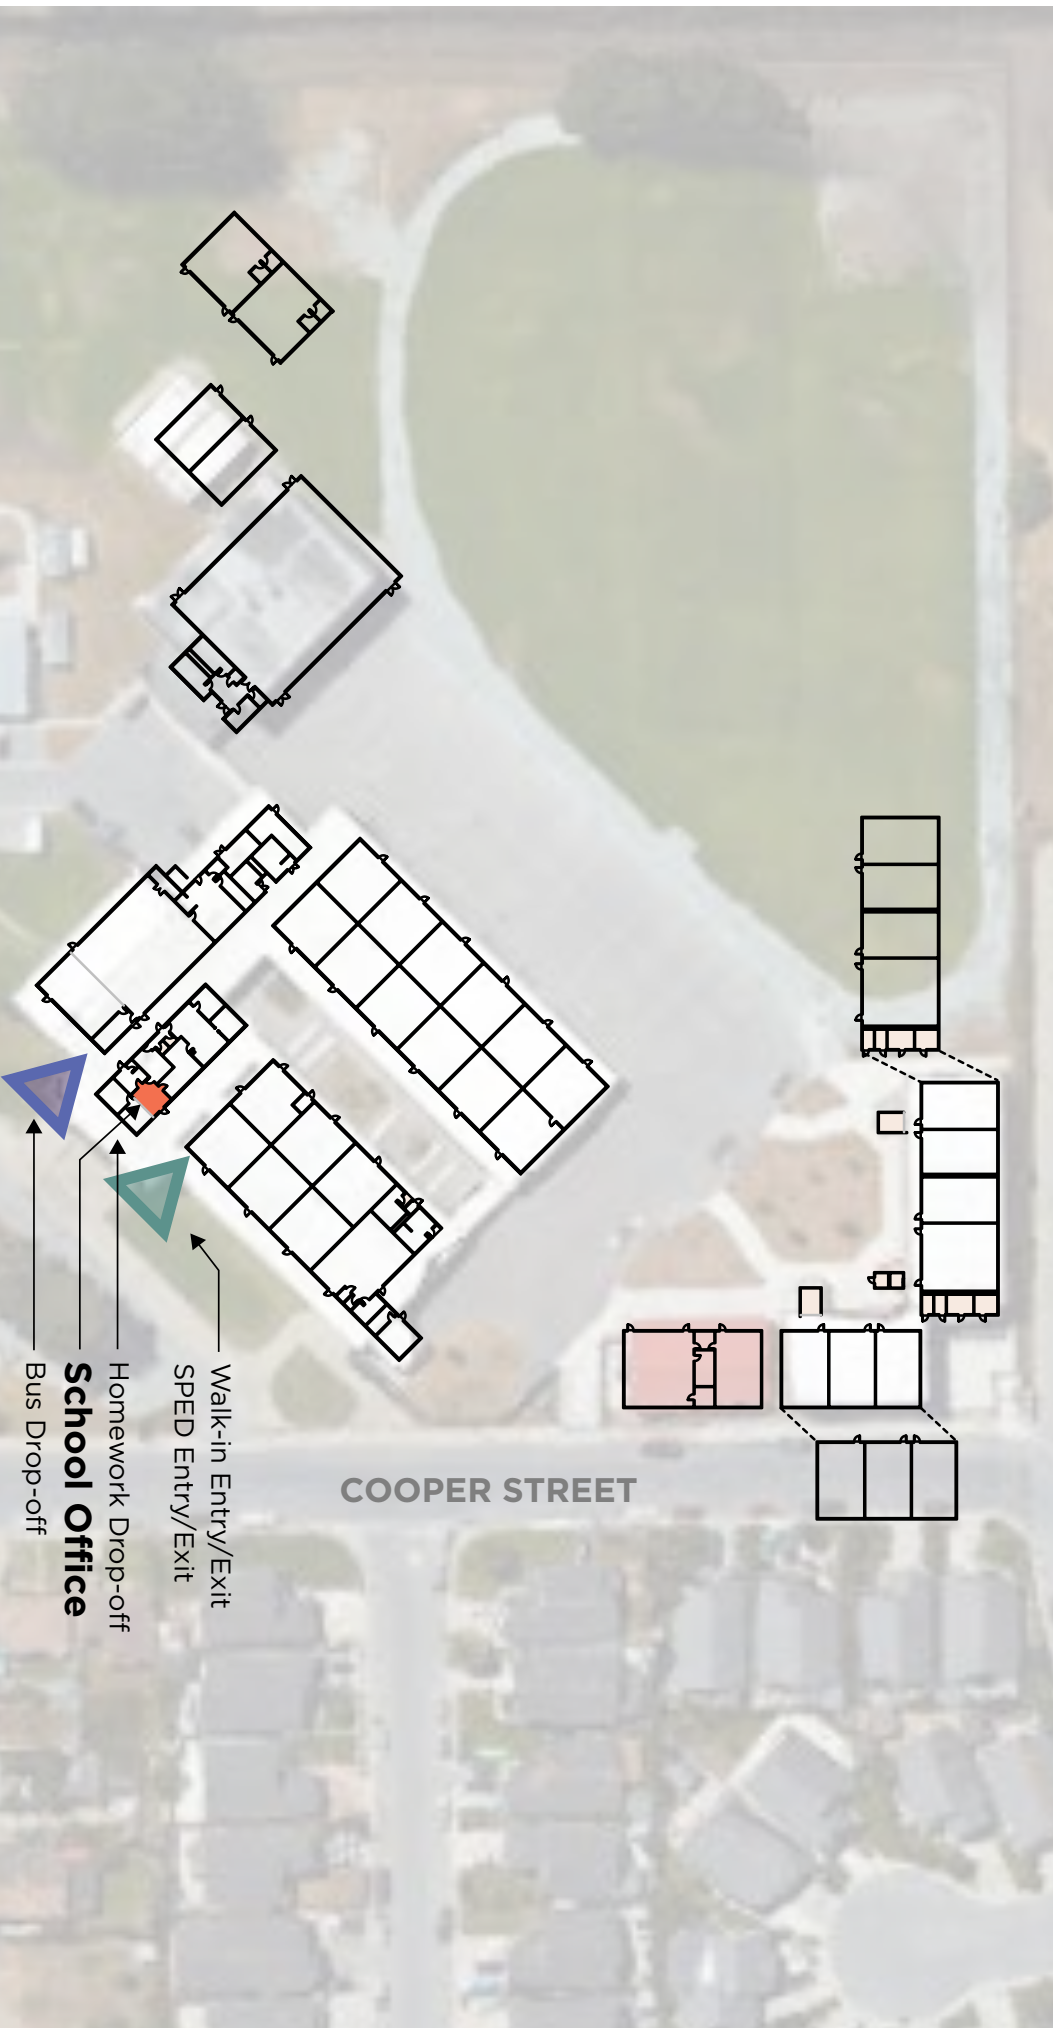 Walk-in Entry/Exit
SPED Entry/Exit
Homework Drop-off
School Office
Bus Drop-off
COOPER STREET